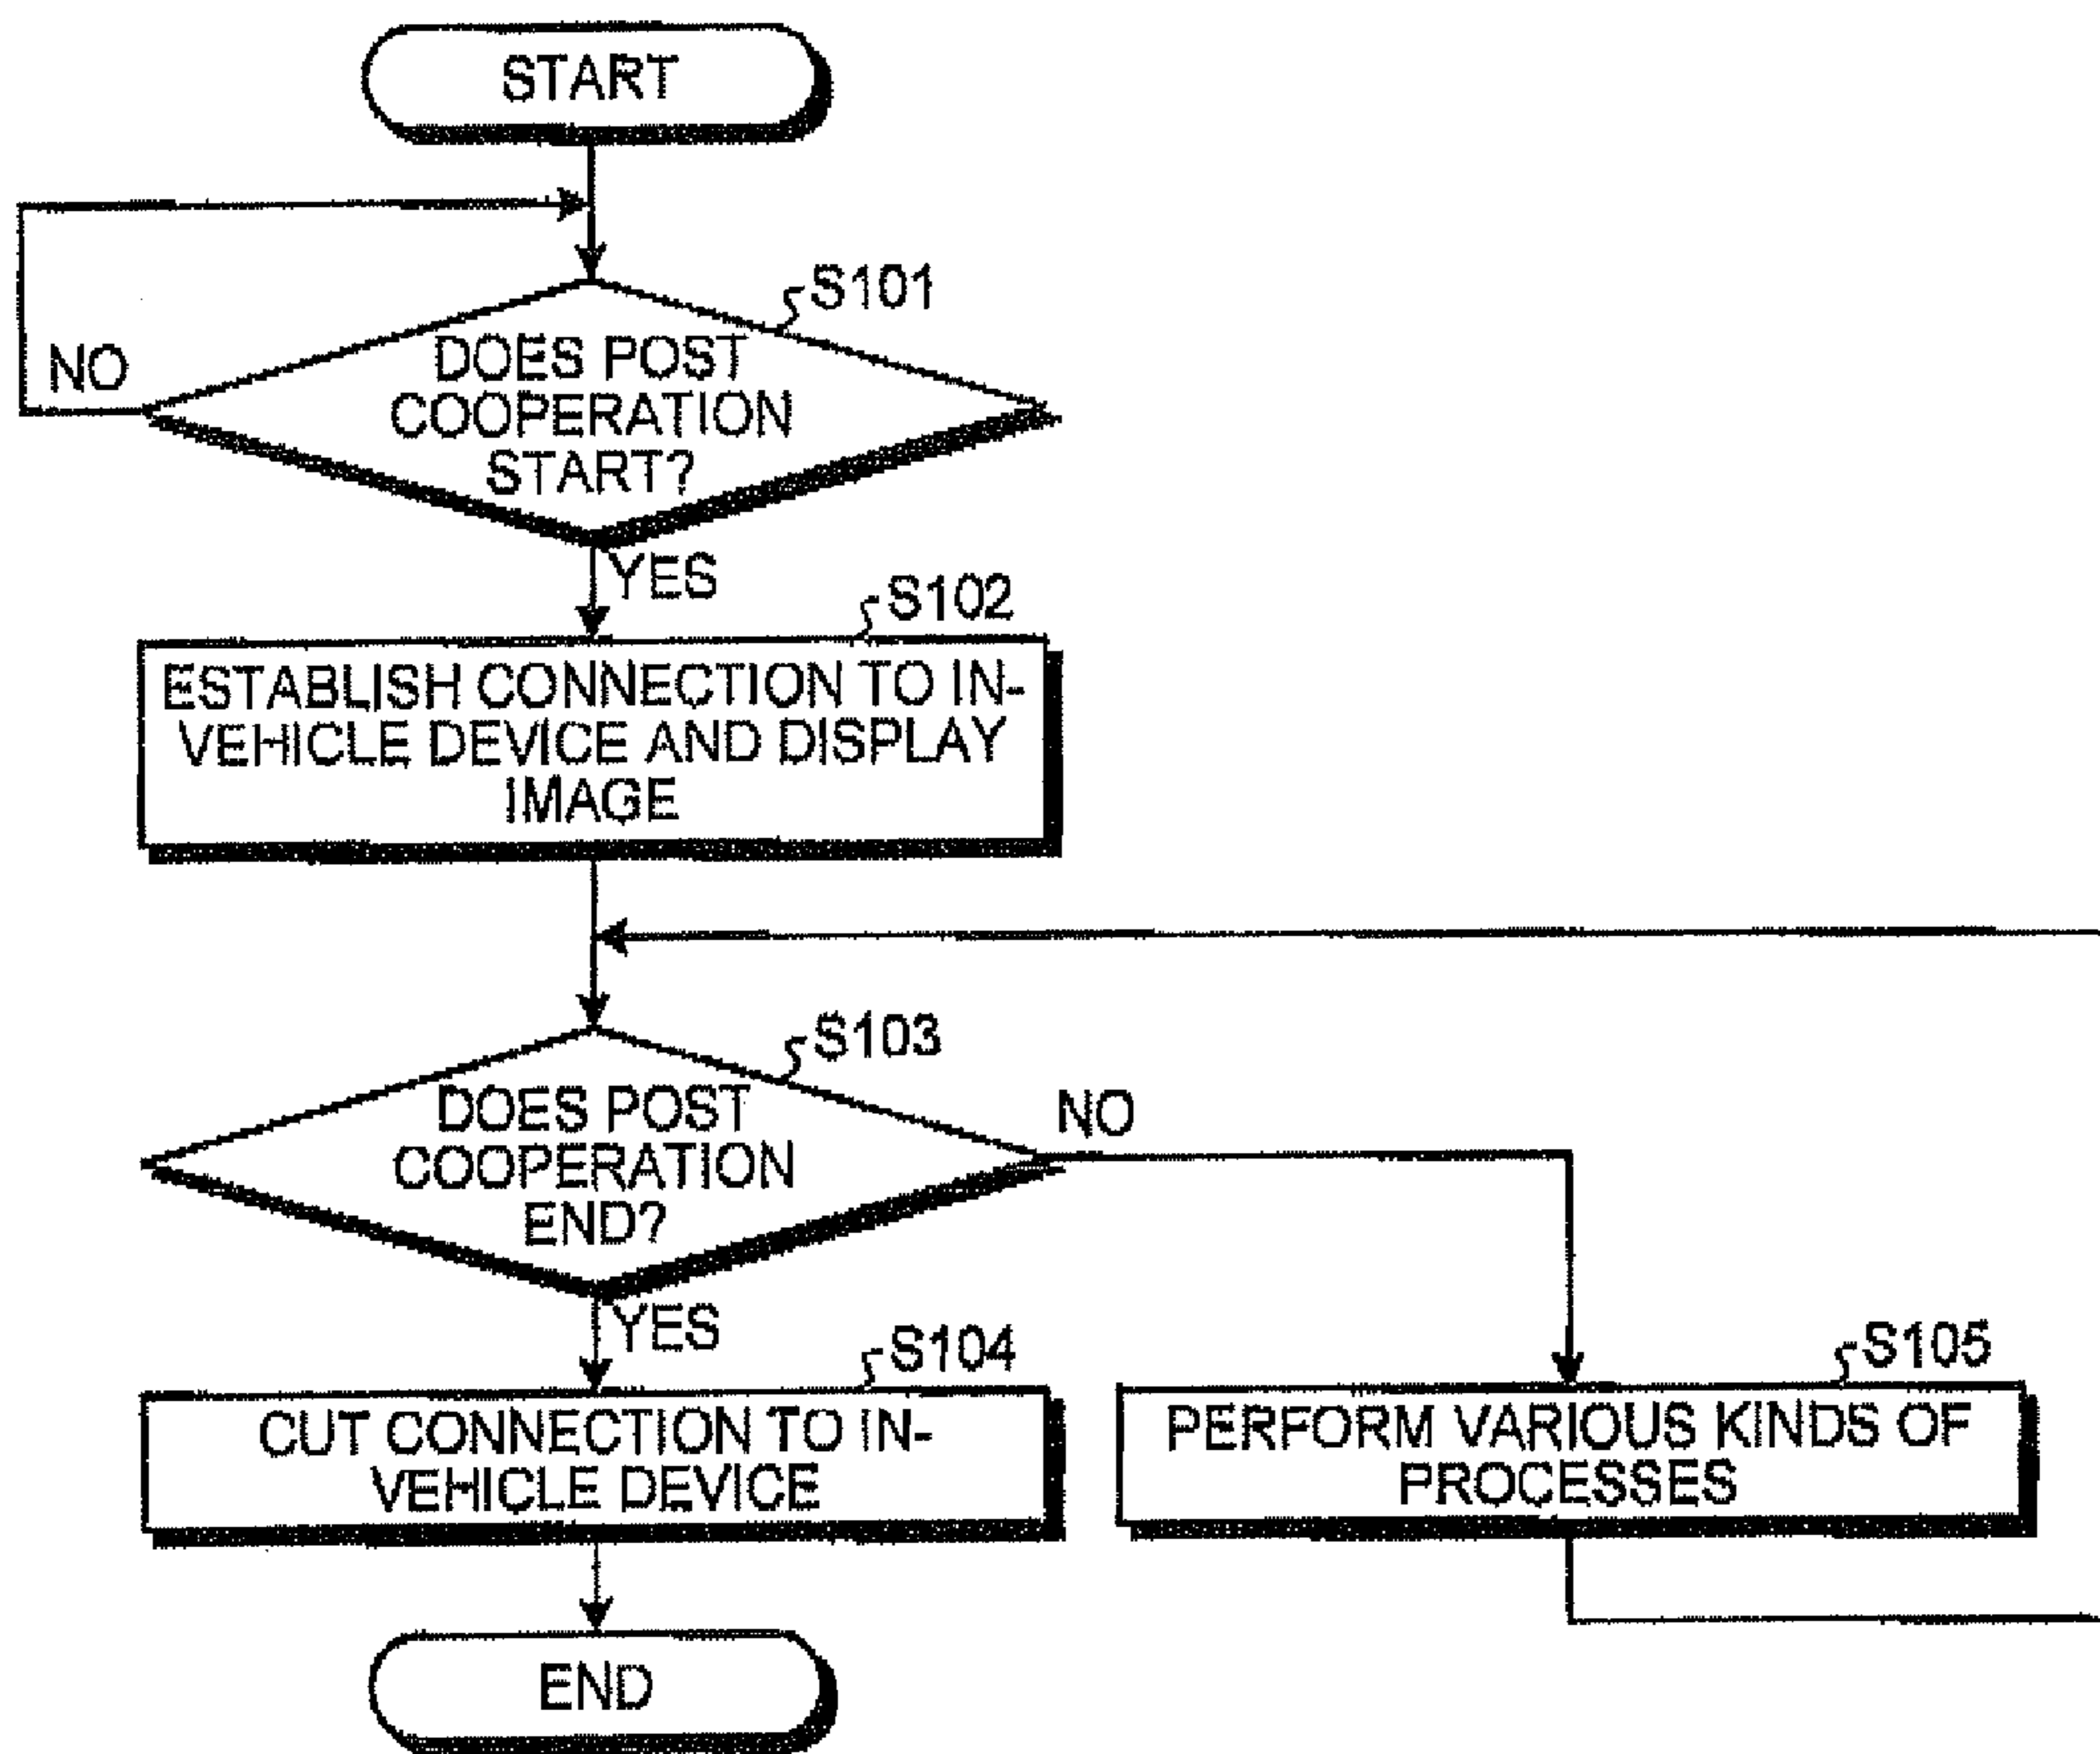 START
S101
DOES POST
COOPERATION
START?
NO
YES
S102
ESTABLISH CONNECTION TO IN-
VEHICLE DEVICE AND DISPLAY
IMAGE
S103
DOES POST
COOPERATION
END?
NO
YES
S104
CUT CONNECTION TO IN-
VEHICLE DEVICE
S105
PERFORM VARIOUS KINDS OF
PROCESSES
END